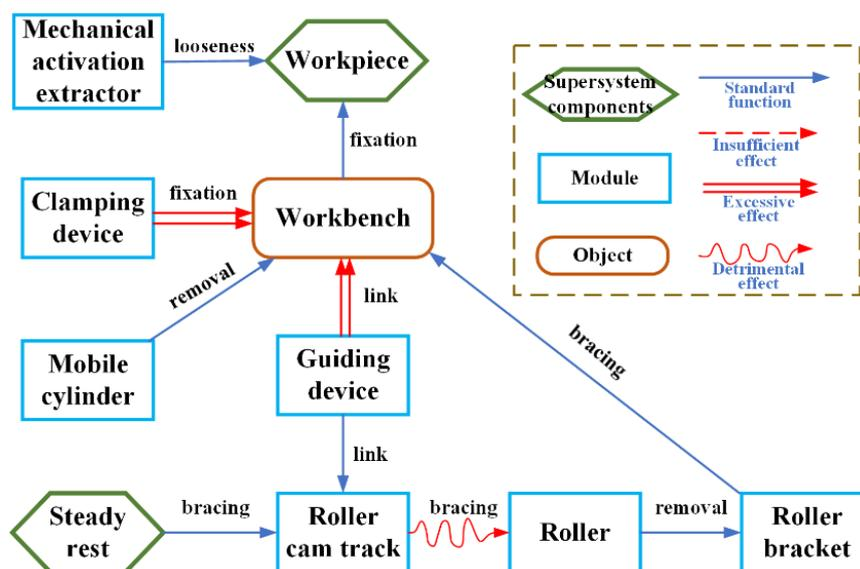 Mechanical
activation
extractor
looseness
Workpiece
fixation
Clamping
device
fixation
Workbench
removal
link
Mobile
cylinder
Guiding
device
bracing
link
Steady
rest
bracing
Roller
cam track
bracing
Roller
removal
Roller
bracket
Supersystem
components
Standard
function
Insufficient
effect
Module
Excessive
effect
Object
Detrimental
effect